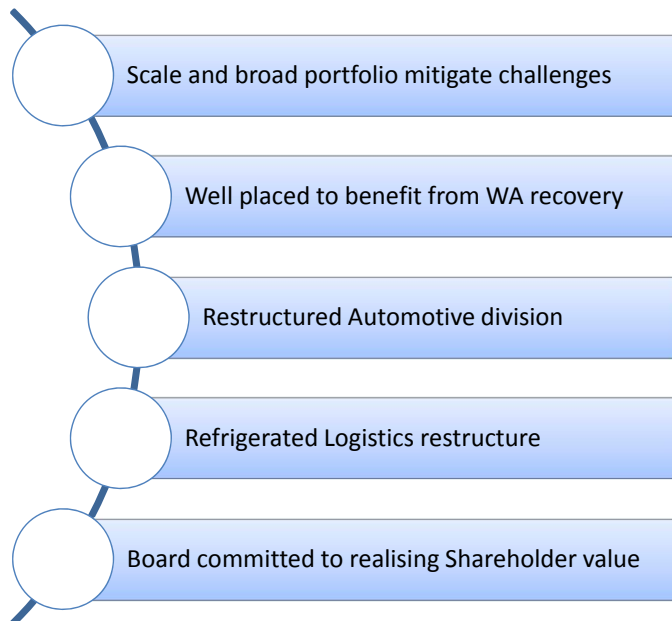 Scale and broad portfolio mitigate challenges
Well placed to benefit from WA recovery
Restructured Automotive division
Refrigerated Logistics restructure
Board committed to realising Shareholder value